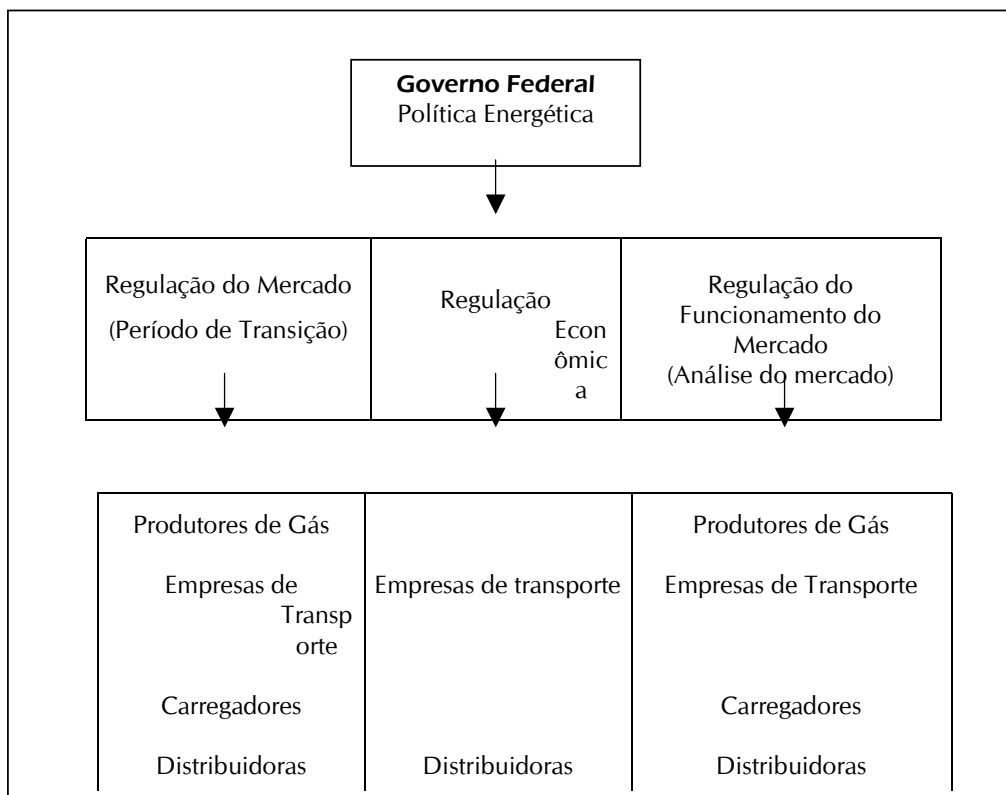 Governo Federal
Política Energética
Regulação do Mercado
(Período de Transição)
Regulação
Econ
ômic
a
Regulação do
Funcionamento do
Mercado
(Análise do mercado)
Produtores de Gás
Empresas de
Transp
orte
Carregadores
Distribuidoras
Empresas de transporte
Distribuidoras
Produtores de Gás
Empresas de Transporte
Carregadores
Distribuidoras